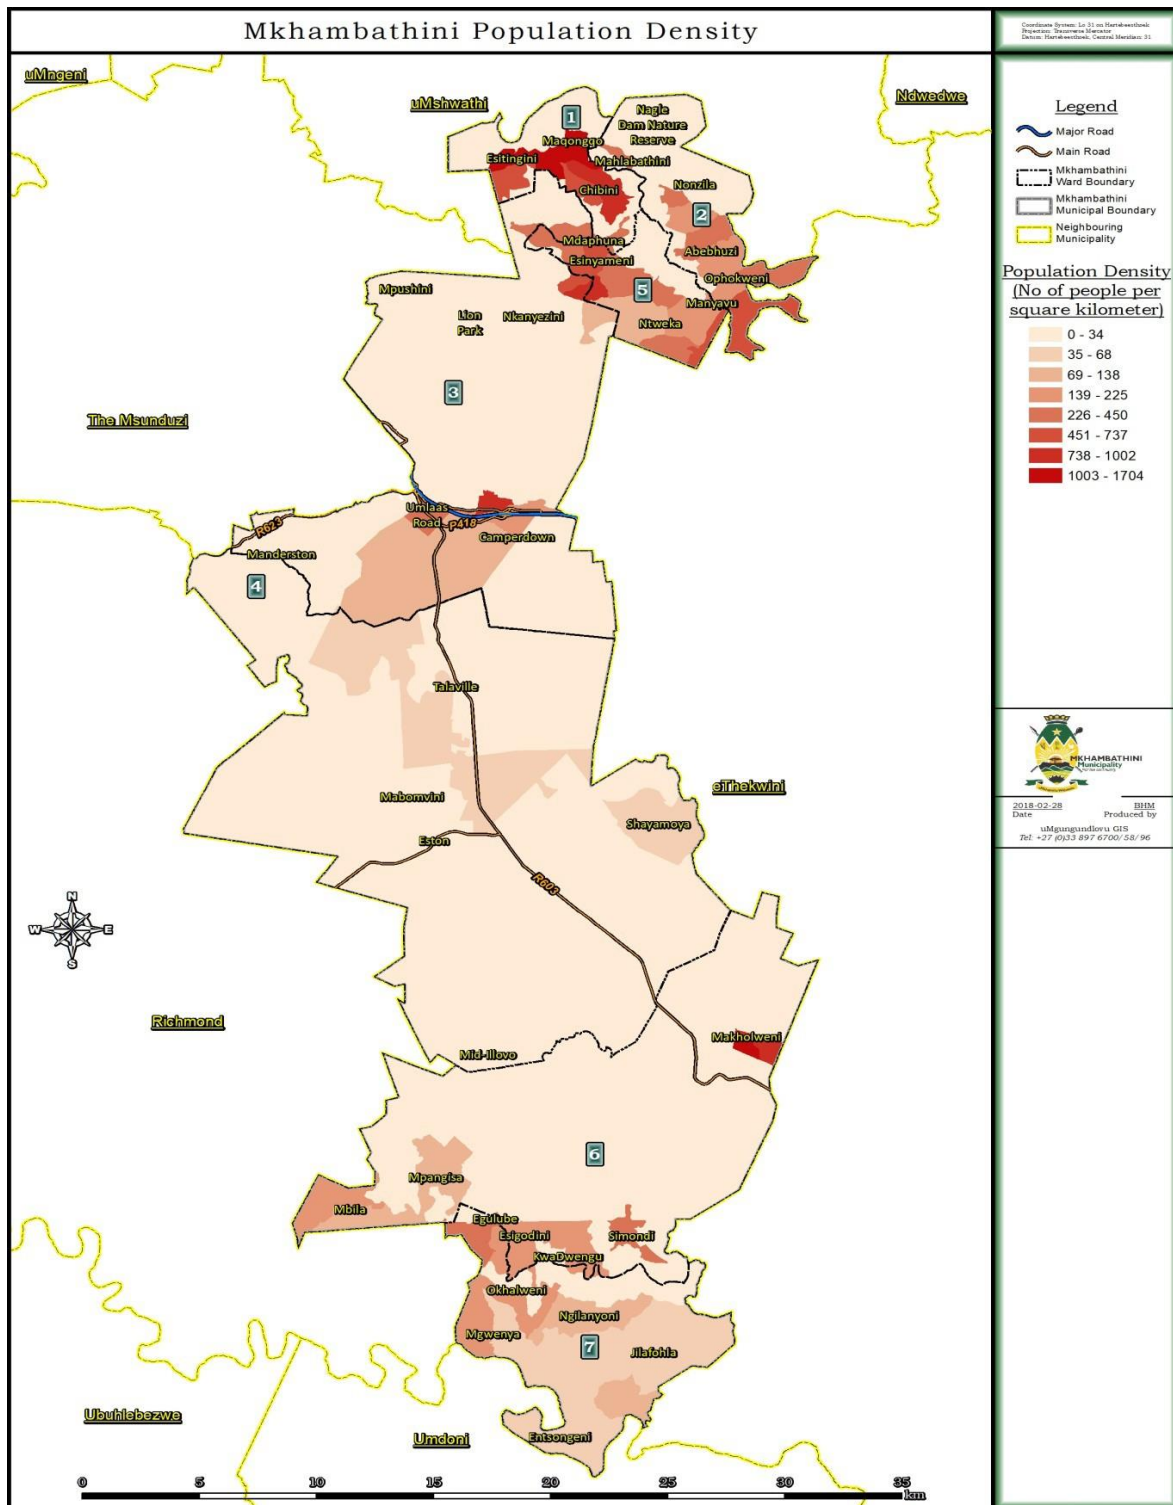 Mkhambathini Population Density
Coordinate System: Lo 31 on Hartebeesthoek
Projection: Transverse Mercator
Datum: Hartebeesthoek, Central Meridian: 31
Legend
Major Road
Main Road
Mkhambathini
Ward Boundary
Mkhambathini
Municipal Boundary
Neighbouring
Municipality
Population Density
(No of people per
square kilometer)
0 - 34
35 - 68
69 - 138
139 - 225
226 - 450
451 - 737
738 - 1002
1003 - 1704
MKHAMBATHINI
Municipality
2018-02-28
Date
BHM
Produced by
uMgungundlovu GIS
Tel: +27 (0)33 897 6700/58/96
uMngeni
uMshwathi
Ndwedwe
1
Nagle
Dam Nature
Reserve
Maqonggo
Esitingini
Mahlabathini
Chibini
Nonzila
2
Mdaphuna
Abebhuzi
Esinyameni
Ophokweni
Mpushini
5
Manyavu
Lion
Park
Nkanyezini
Ntweka
3
The Msunduzi
Umlaas
Road
P418
R623
Camperdown
Manderston
4
Talaville
eThekwini
Mabomvini
Shayamoya
Eston
R603
N
W
E
S
Richmond
Makholweni
Mid-Illovo
6
Mpangisa
Mbila
Egulube
Esigodini
Simondi
KwaDwengu
Okhalweni
Ngilanyoni
Mgwenya
7
Jilafohla
Ubuhlebezwe
Umdoni
Entsongeni
0 5 10 15 20 25 30 35
km